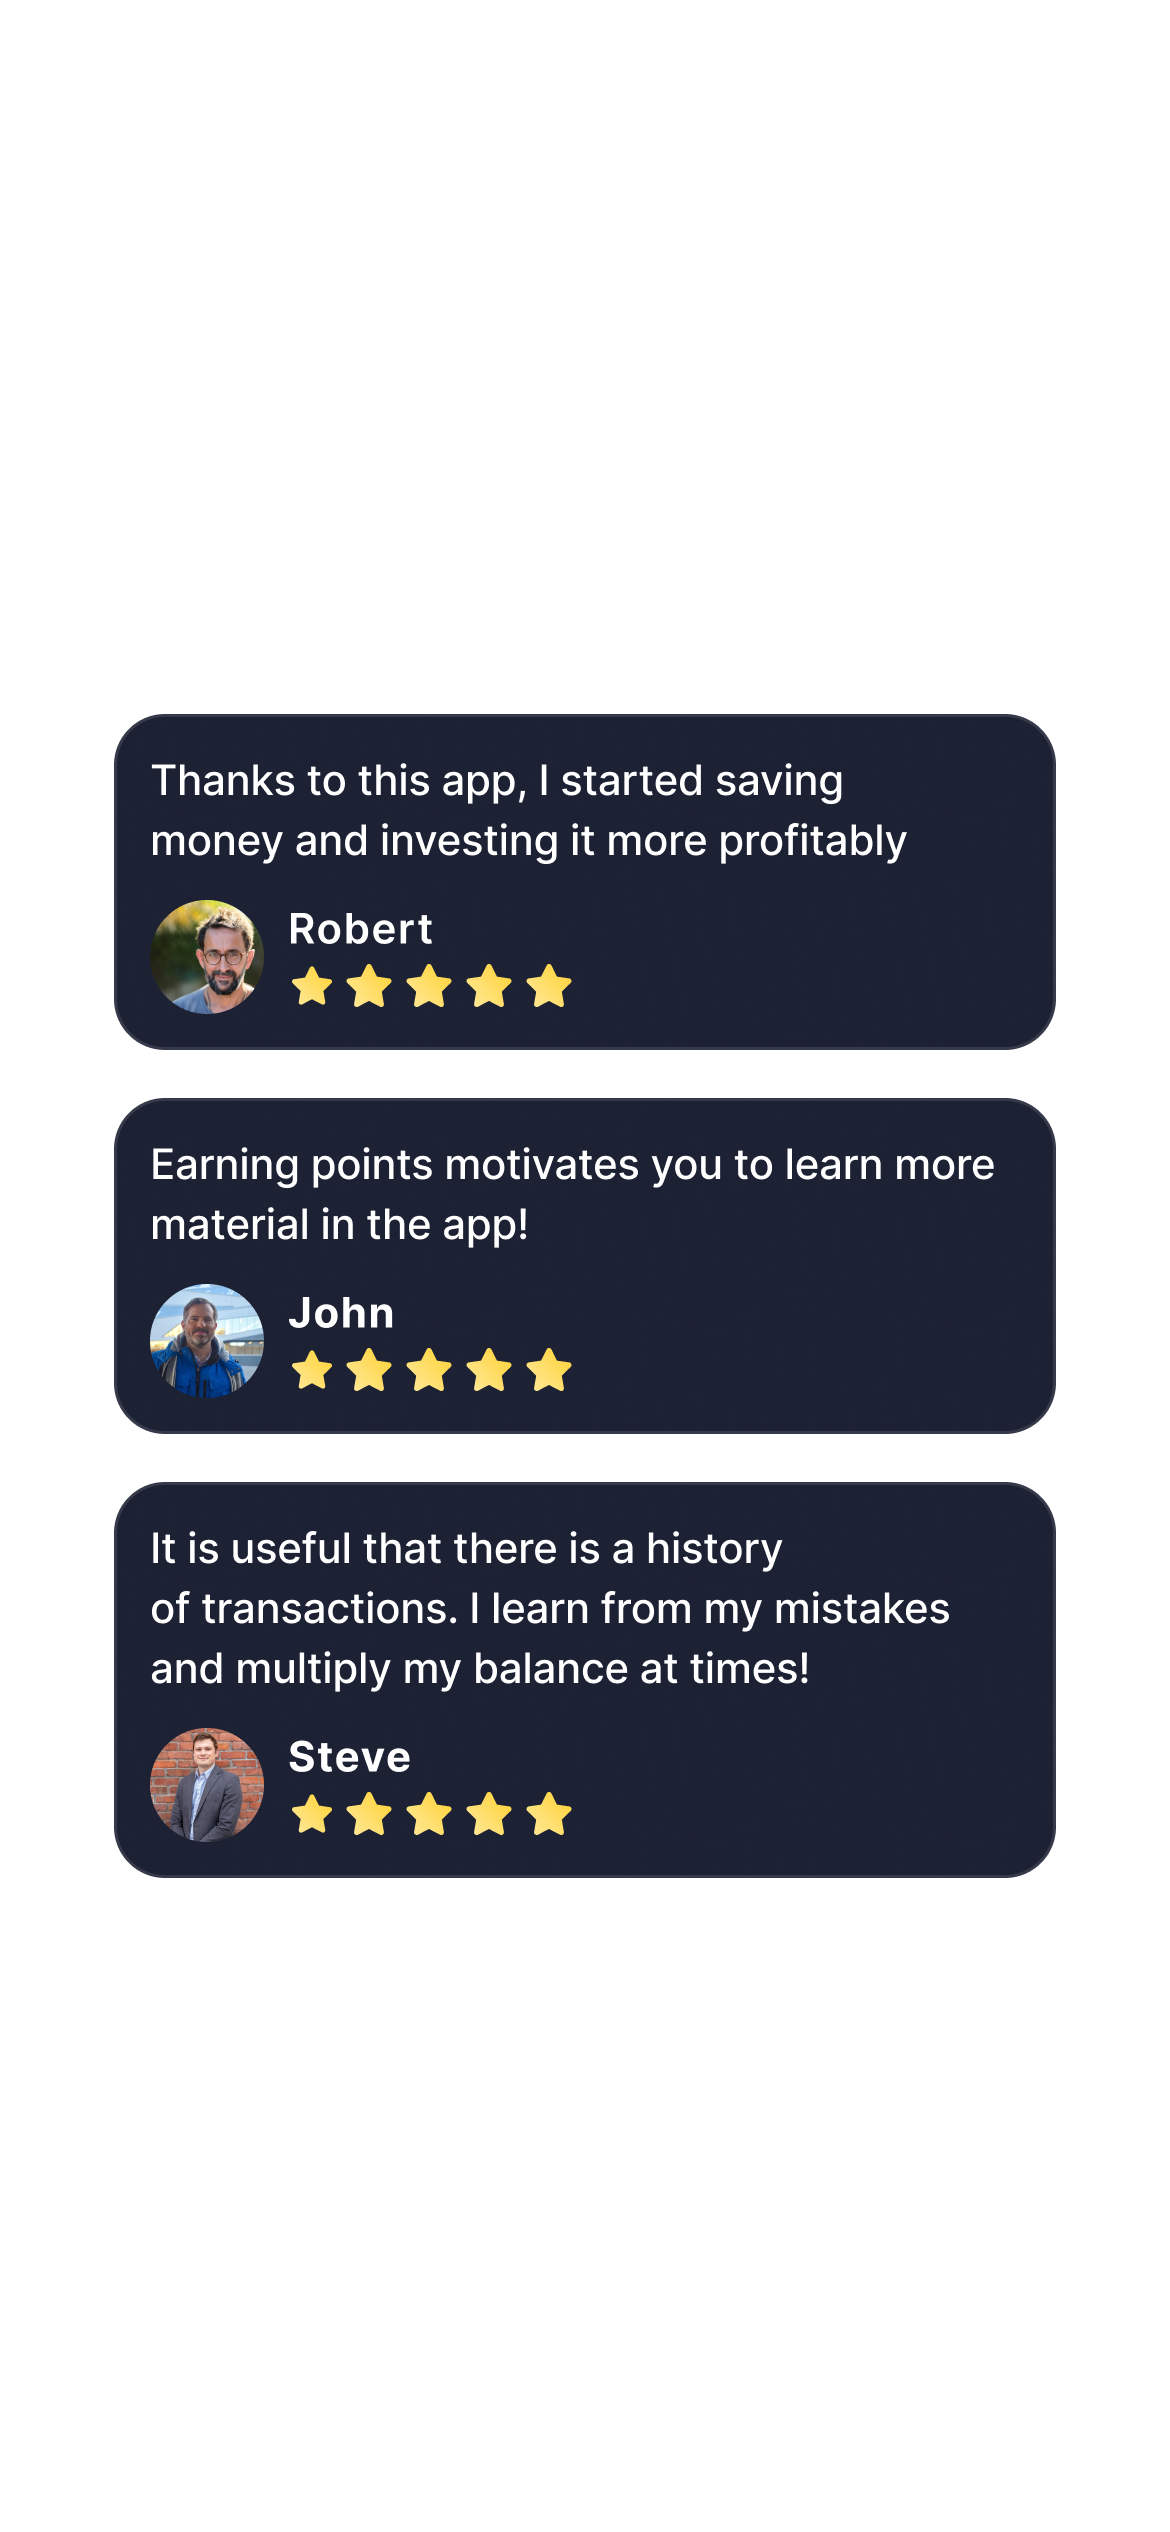 Thanks to this app, I started saving
money and investing it more profitably
Robert
Earning points motivates you to learn more
material in the app!
John
It is useful that there is a history
of transactions. I learn from my mistakes
and multiply my balance at times!
Steve